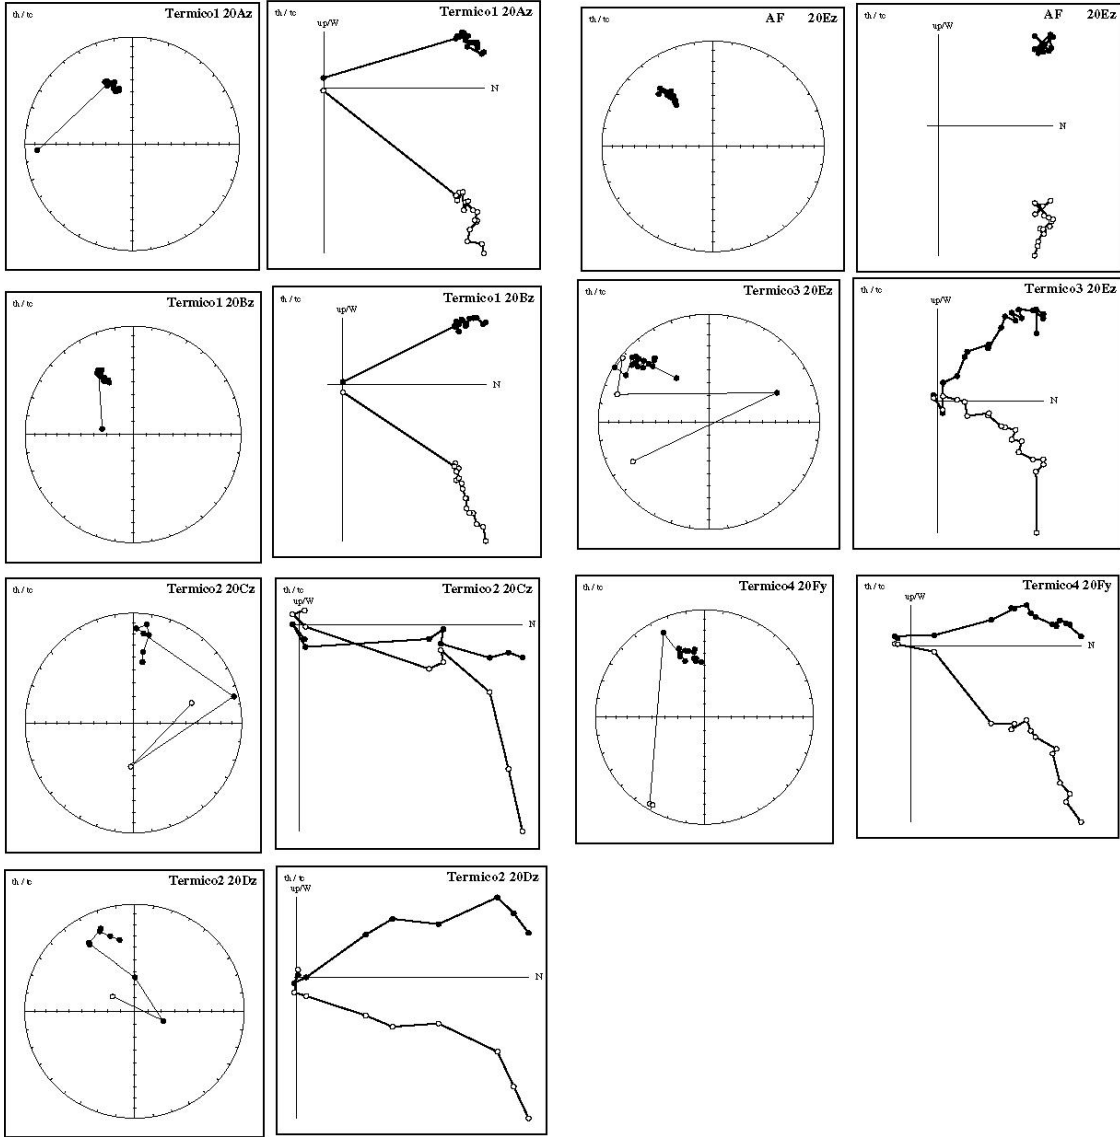 th / tc
Termico1 20Az
th / tc
Termico1 20Az
up/W
N
th / tc
AF 20Ez
th / tc
AF 20Ez
up/W
N
th / tc
Termico1 20Bz
th / tc
Termico1 20Bz
up/W
N
th / tc
Termico3 20Ez
th / tc
Termico3 20Ez
up/W
N
th / tc
Termico2 20Cz
th / tc
Termico2 20Cz
up/W
N
th / tc
Termico4 20Fy
th / tc
Termico4 20Fy
up/W
N
th / tc
Termico2 20Dz
th / tc
Termico2 20Dz
up/W
N